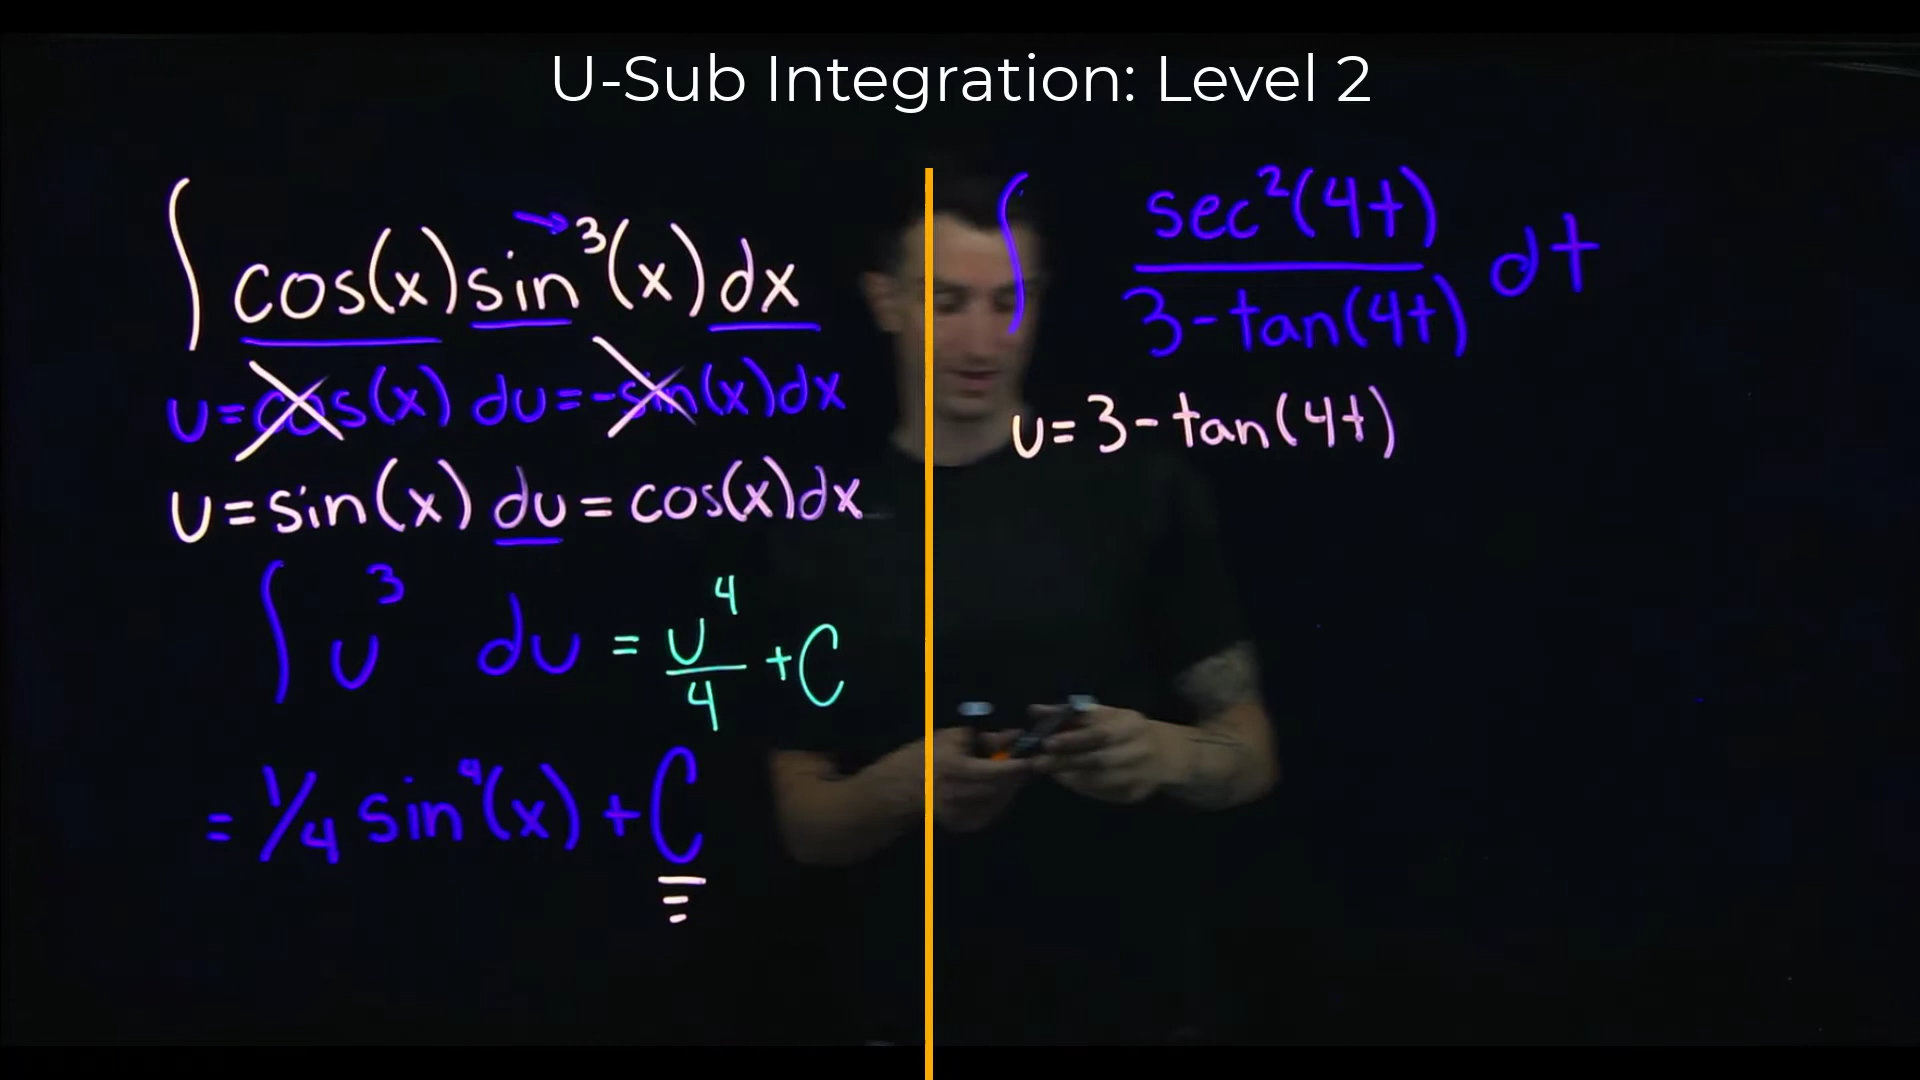 U-Sub Integration: Level 2
∫ cos(x)sin³(x)dx
u=cos(x) du=-sin(x)dx
u=sin(x) du=cos(x)dx
∫ u³ du = u⁴/4 +C
= 1/4 sin⁴(x) + C
∫ sec²(4t)/3-tan(4t) dt
u=3-tan(4t)